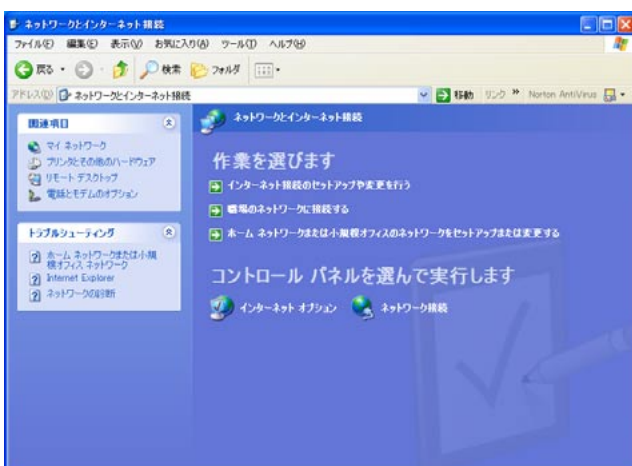 ネットワークとインターネット接続
ファイル(F) 編集(E) 表示(V) お気に入り(A) ツール(T) ヘルプ(H)
戻る 検索 フォルダ
アドレス(D) ネットワークとインターネット接続 移動 リンク » Norton AntiVirus
関連項目
マイ ネットワーク
プリンタとその他のハードウェア
リモート デスクトップ
電話とモデムのオプション
トラブルシューティング
ホーム ネットワークまたは小規
模オフィス ネットワーク
Internet Explorer
ネットワークの診断
ネットワークとインターネット接続
作業を選びます
インターネット接続のセットアップや変更を行う
職場のネットワークに接続する
ホーム ネットワークまたは小規模オフィスのネットワークをセットアップまたは変更する
コントロール パネルを選んで実行します
インターネット オプション ネットワーク接続